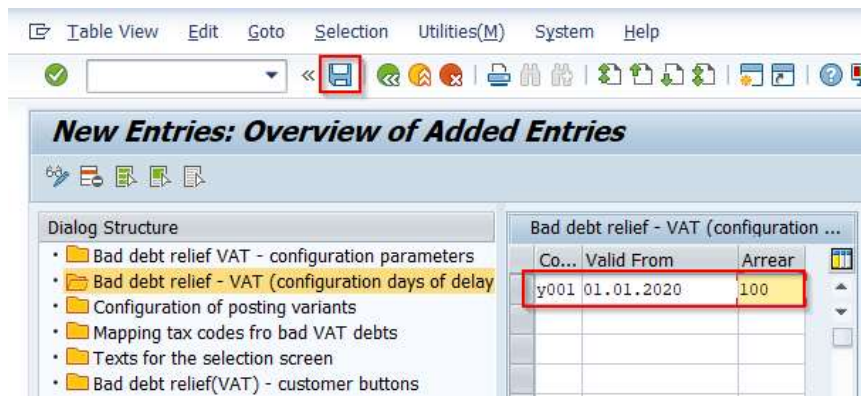 Table View Edit Goto Selection Utilities(M) System Help
New Entries: Overview of Added Entries
Dialog Structure
Bad debt relief VAT - configuration parameters
Bad debt relief - VAT (configuration days of delay
Configuration of posting variants
Mapping tax codes fro bad VAT debts
Texts for the selection screen
Bad debt relief(VAT) - customer buttons
Bad debt relief - VAT (configuration ...
Co... Valid From Arrear
y001 01.01.2020 100